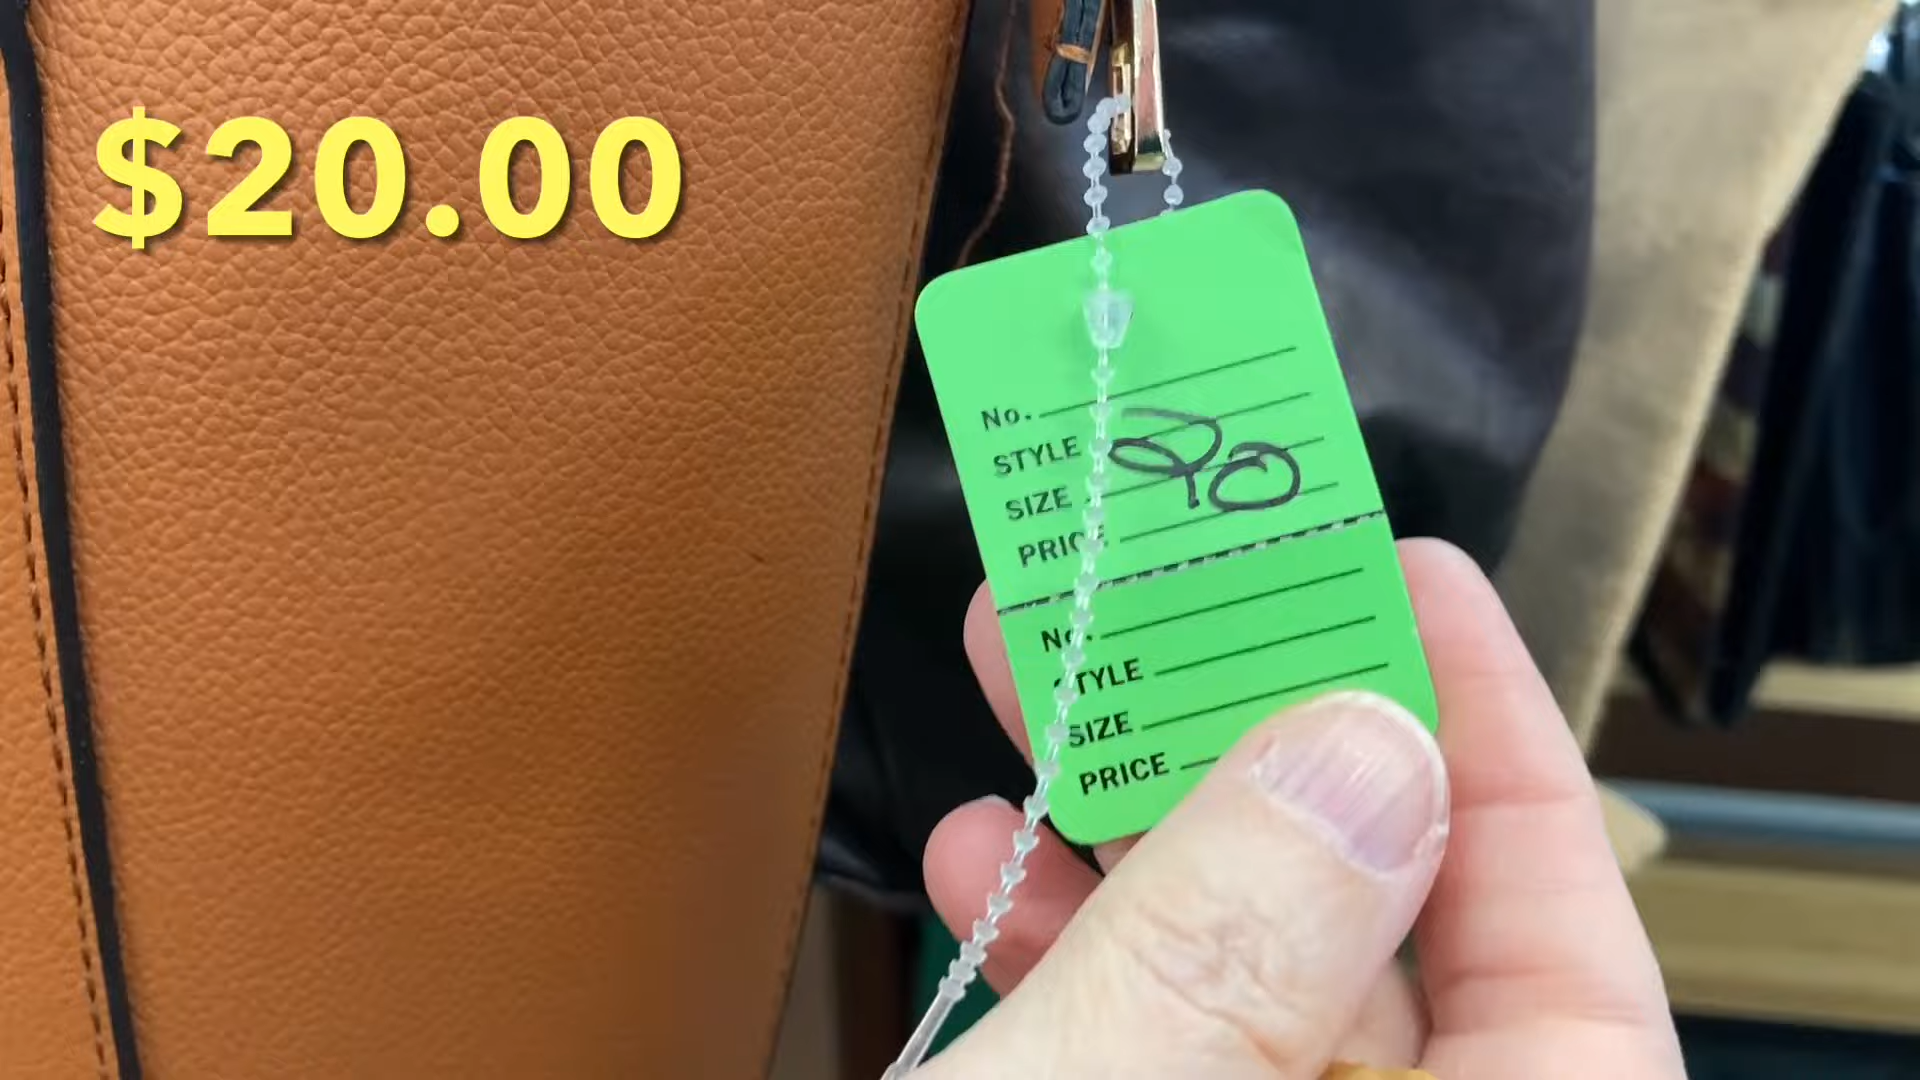 $20.00
No.
STYLE
20
SIZE
PRICE
No.
STYLE
SIZE
PRICE